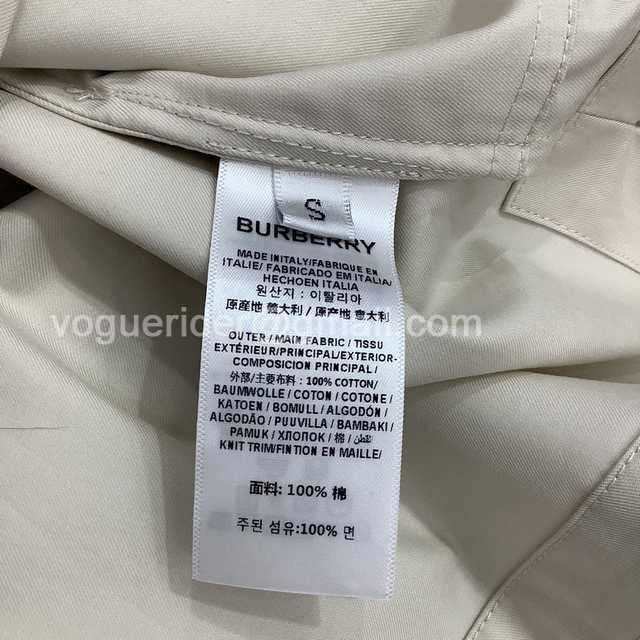 S
BURBERRY
MADE IN ITALY/FABRIQUE EN
ITALIE/ FABRICADO EM ITALIA/
HECHO EN ITALIA
원산지 : 이탈리아
原産地 義大利 / 原产地 意大利
OUTER / MAIN FABRIC / TISSU
EXTÉRIEUR/PRINCIPAL/EXTERIOR-
COMPOSICION PRINCIPAL /
外部/主要布料 : 100% COTTON/
BAUMWOLLE / COTON / COTONE /
KATOEN / BOMULL / ALGODÓN /
ALGODÃO / PUUVILLA / BAMBAKI /
PAMUK / ХЛОПОК / 棉 / قطن /
KNIT TRIM/FINTION EN MAILLE/
面料: 100% 棉
주된 섬유:100% 면